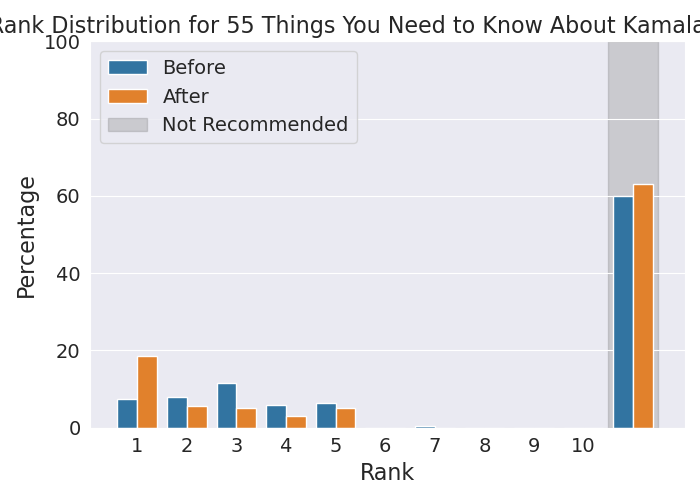 Rank Distribution for 55 Things You Need to Know About Kamala
100
80
60
40
20
0
Percentage
Before
After
Not Recommended
1 2 3 4 5 6 7 8 9 10
Rank